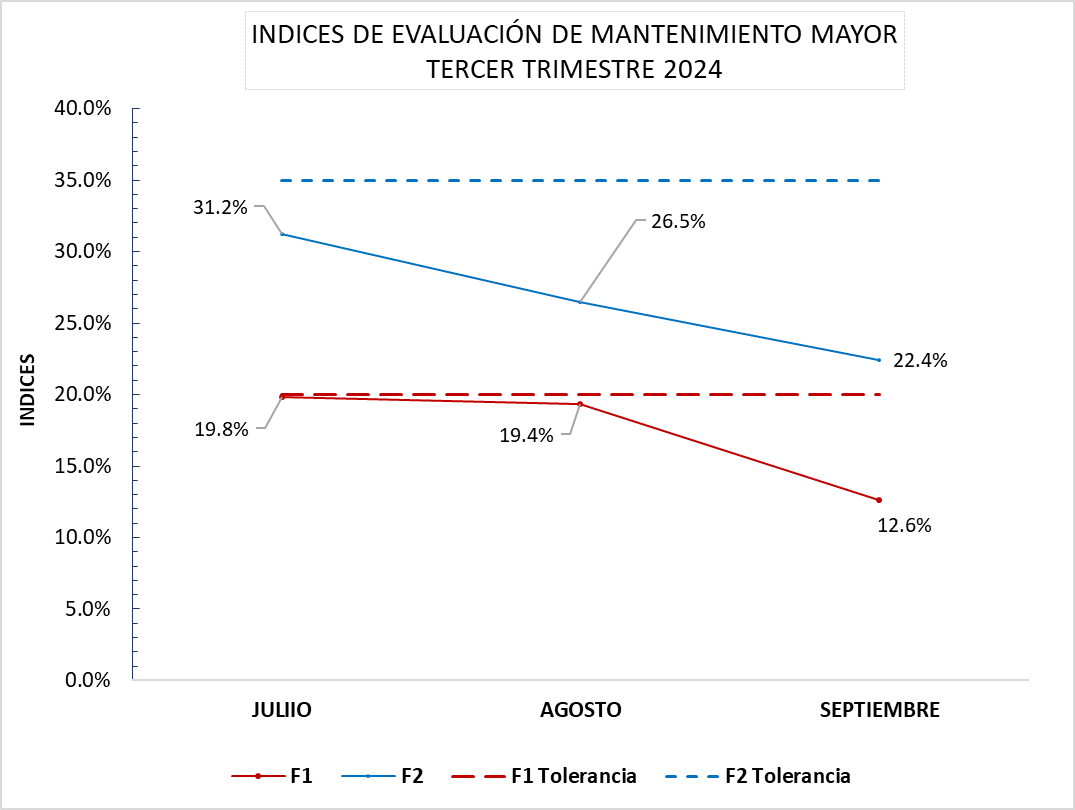 INDICES DE EVALUACIÓN DE MANTENIMIENTO MAYOR
TERCER TRIMESTRE 2024
40.0%
35.0%
30.0%
25.0%
20.0%
15.0%
10.0%
5.0%
0.0%
INDICES
31.2%
26.5%
22.4%
19.8%
19.4%
12.6%
JULIIO
AGOSTO
SEPTIEMBRE
F1
F2
F1 Tolerancia
F2 Tolerancia